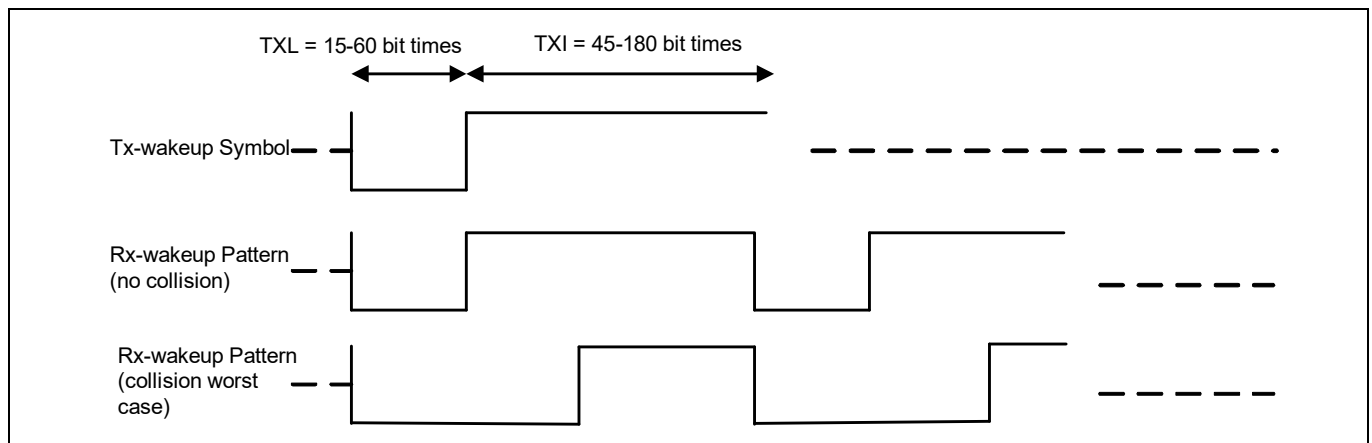 TXL = 15-60 bit times
TXI = 45-180 bit times
Tx-wakeup Symbol
Rx-wakeup Pattern
(no collision)
Rx-wakeup Pattern
(collision worst
case)